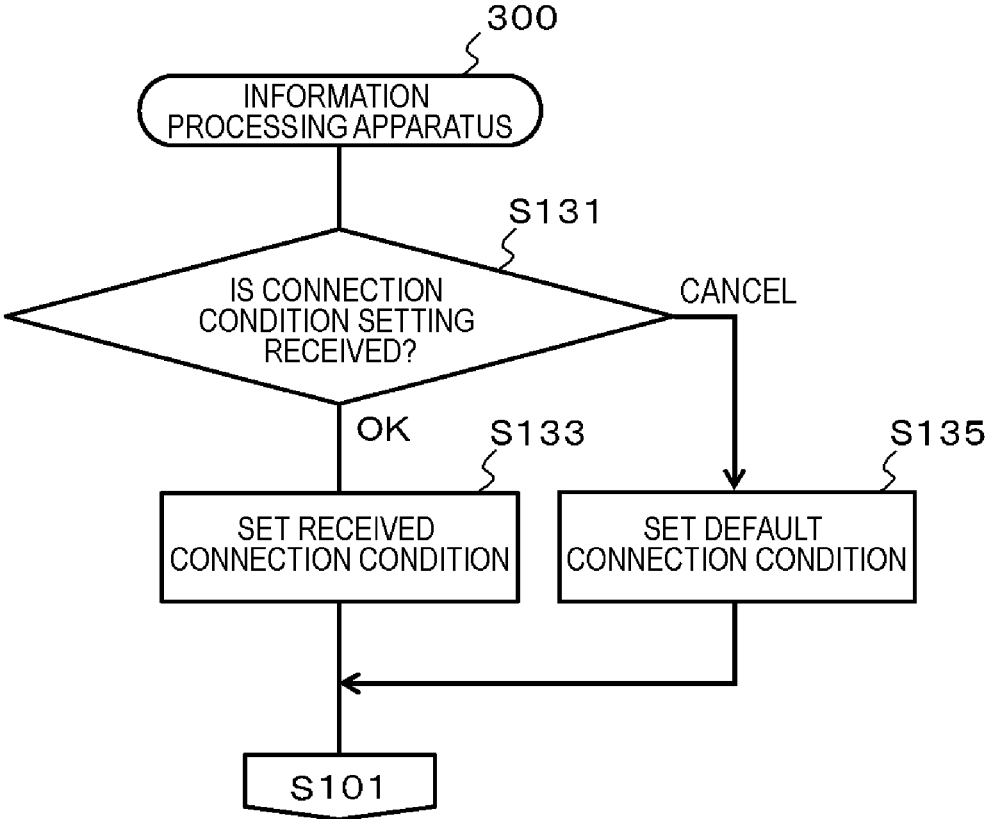 300
INFORMATION
PROCESSING APPARATUS
S131
IS CONNECTION
CONDITION SETTING
RECEIVED?
CANCEL
OK
S133
S135
SET RECEIVED
CONNECTION CONDITION
SET DEFAULT
CONNECTION CONDITION
S101